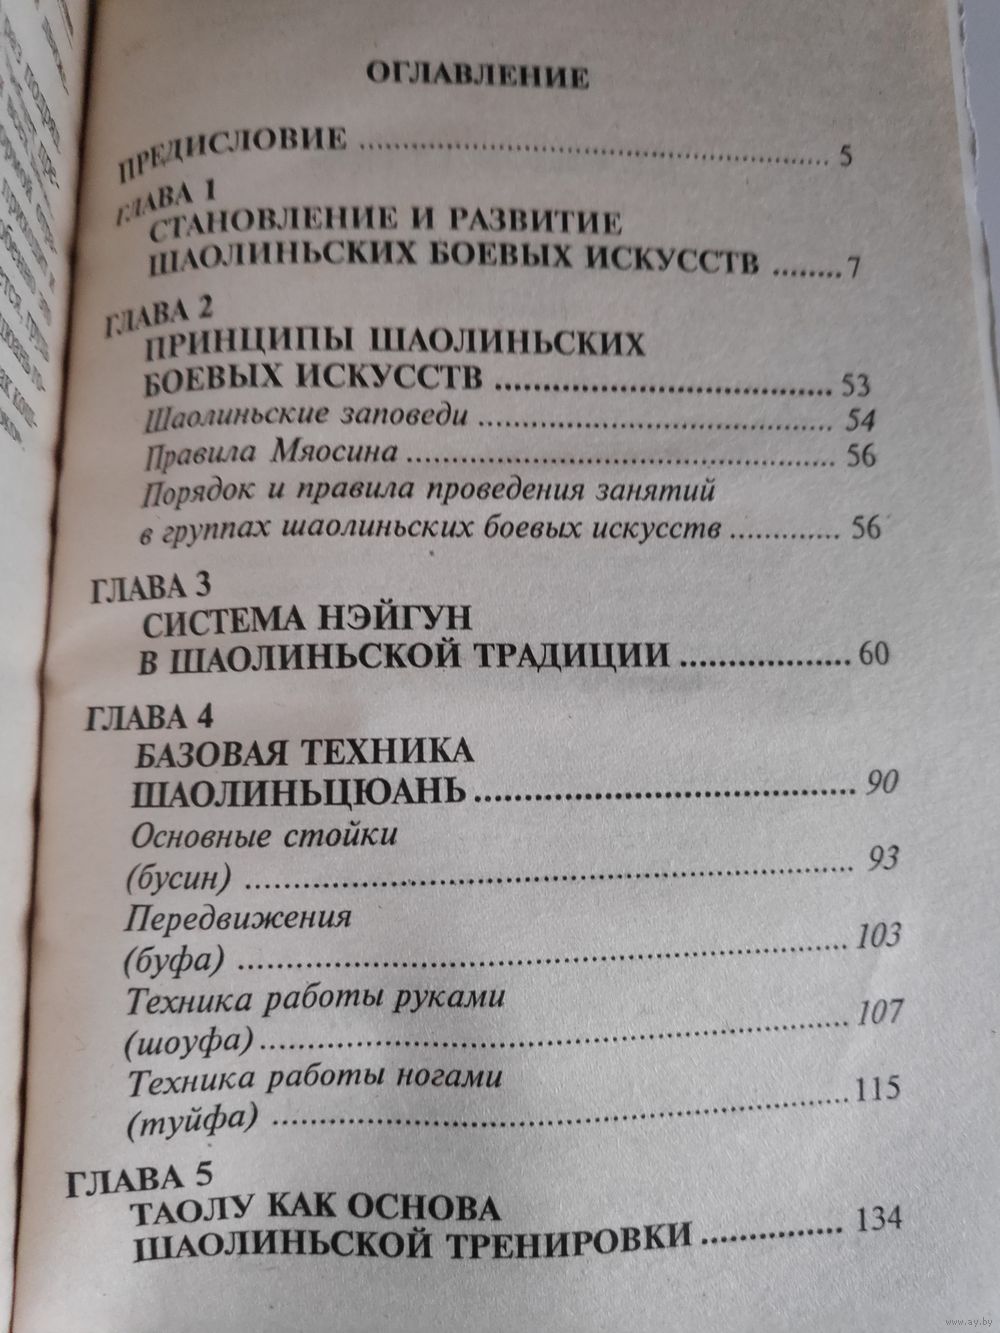 ОГЛАВЛЕНИЕ
ПРЕДИСЛОВИЕ ........ 5
ГЛАВА 1
СТАНОВЛЕНИЕ И РАЗВИТИЕ
ШАОЛИНЬСКИХ БОЕВЫХ ИСКУССТВ ........ 7
ГЛАВА 2
ПРИНЦИПЫ ШАОЛИНЬСКИХ
БОЕВЫХ ИСКУССТВ ........ 53
Шаолиньские заповеди ........ 54
Правила Мяосина ........ 56
Порядок и правила проведения занятий
в группах шаолиньских боевых искусств ........ 56
ГЛАВА 3
СИСТЕМА НЭЙГУН
В ШАОЛИНЬСКОЙ ТРАДИЦИИ ........ 60
ГЛАВА 4
БАЗОВАЯ ТЕХНИКА
ШАОЛИНЬЦЮАНЬ ........ 90
Основные стойки
(бусин) ........ 93
Передвижения
(буфа) ........ 103
Техника работы руками
(шоуфа) ........ 107
Техника работы ногами
(туйфа) ........ 115
ГЛАВА 5
ТАОЛУ КАК ОСНОВА
ШАОЛИНЬСКОЙ ТРЕНИРОВКИ ........ 134
www.ay.by